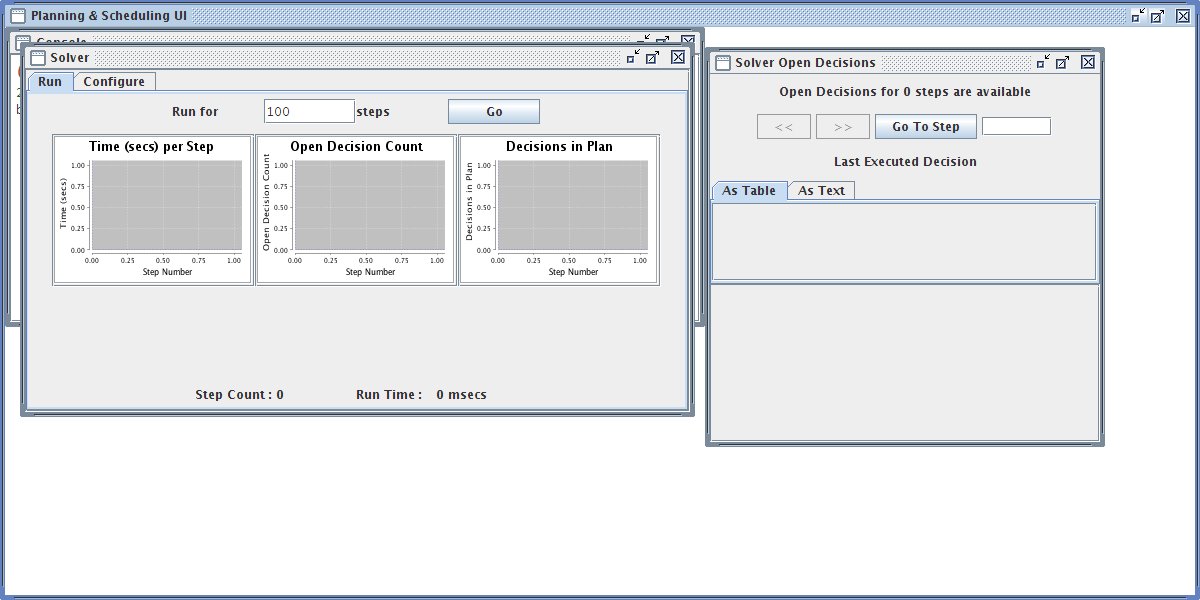 Planning & Scheduling UI
Console
Solver
Run Configure
Run for 100 steps Go
Time (secs) per Step
Time (secs)
1.00
0.75
0.50
0.25
0.00
0.00 0.25 0.50 0.75 1.00
Step Number
Open Decision Count
Open Decision Count
1.00
0.75
0.50
0.25
0.00
0.00 0.25 0.50 0.75 1.00
Step Number
Decisions in Plan
Decisions in Plan
1.00
0.75
0.50
0.25
0.00
0.00 0.25 0.50 0.75 1.00
Step Number
Step Count : 0 Run Time : 0 msecs
Solver Open Decisions
Open Decisions for 0 steps are available
<< >> Go To Step
Last Executed Decision
As Table As Text